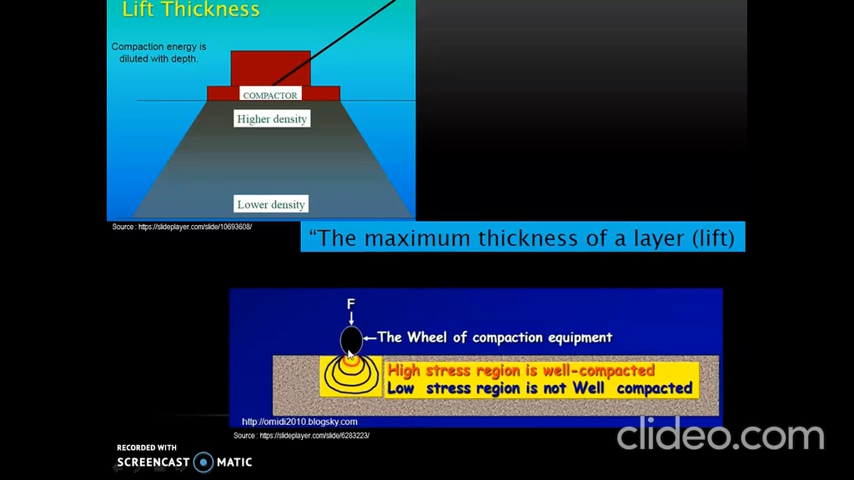 Lift Thickness
Compaction energy is
diluted with depth.
COMPACTOR
Higher density
Lower density
Source : https://slideplayer.com/slide/10693608/
“The maximum thickness of a layer (lift)
F
The Wheel of compaction equipment
High stress region is well-compacted
Low stress region is not Well compacted
http://omidi2010.blogsky.com
Source : https://slideplayer.com/slide/6283223/
clideo.com
RECORDED WITH
SCREENCAST MATIC